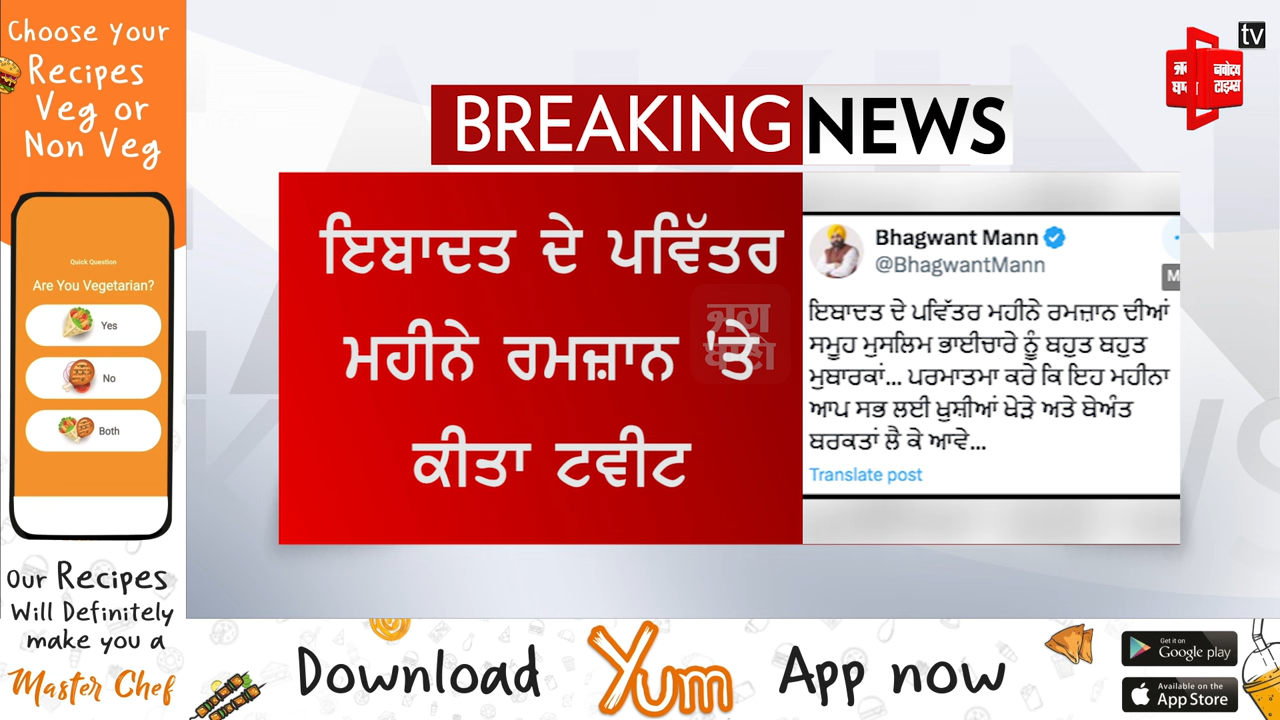 Choose Your
Recipes
Veg or
Non Veg
Quick Question
Are You Vegetarian?
Yes
No
Both
Our Recipes
Will Definitely
make you a
Master Chef
BREAKING NEWS
ਇਬਾਦਤ ਦੇ ਪਵਿੱਤਰ
ਮਹੀਨੇ ਰਮਜ਼ਾਨ 'ਤੇ
ਕੀਤਾ ਟਵੀਟ
ਜਗ
ਬਾਣੀ
Bhagwant Mann
@BhagwantMann
ਇਬਾਦਤ ਦੇ ਪਵਿੱਤਰ ਮਹੀਨੇ ਰਮਜ਼ਾਨ ਦੀਆਂ
ਸਮੂਹ ਮੁਸਲਿਮ ਭਾਈਚਾਰੇ ਨੂੰ ਬਹੁਤ ਬਹੁਤ
ਮੁਬਾਰਕਾਂ... ਪਰਮਾਤਮਾ ਕਰੇ ਕਿ ਇਹ ਮਹੀਨਾ
ਆਪ ਸਭ ਲਈ ਖੁਸ਼ੀਆਂ ਖੇੜੇ ਅਤੇ ਬੇਅੰਤ
ਬਰਕਤਾਂ ਲੈ ਕੇ ਆਵੇ...
Translate post
tv
Download Yum App now
Get it on
Google play
Available on the
App Store